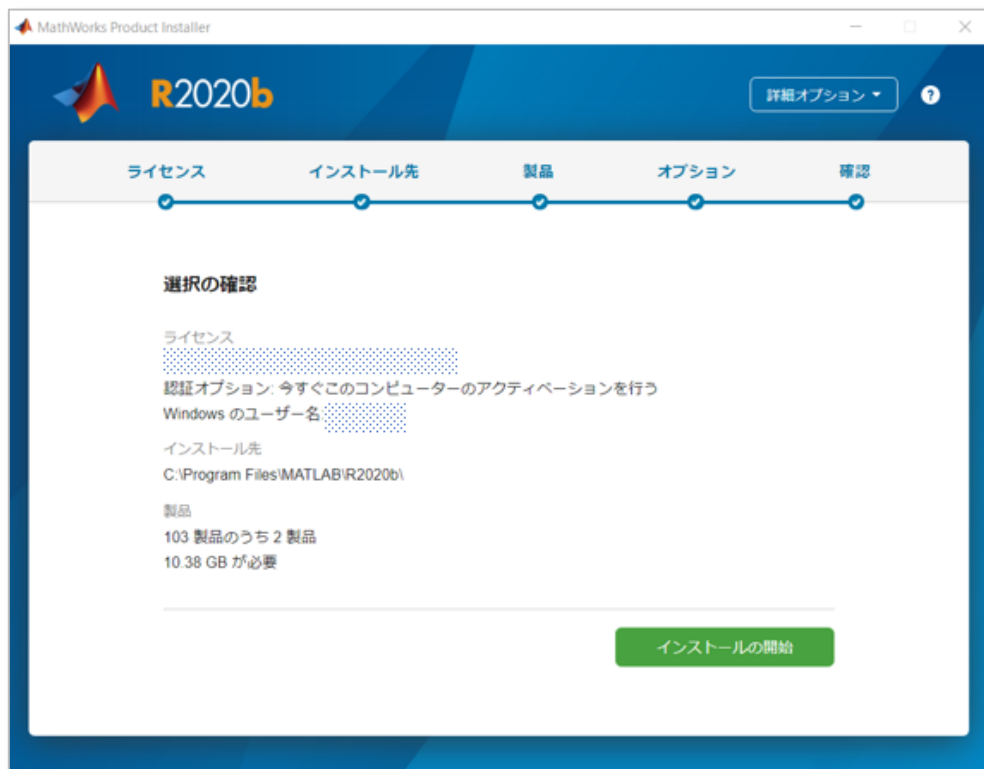 MathWorks Product Installer
R2020b
詳細オプション
?
ライセンス
インストール先
製品
オプション
確認
選択の確認
ライセンス
認証オプション: 今すぐこのコンピューターのアクティベーションを行う
Windows のユーザー名:
インストール先
C:\Program Files\MATLAB\R2020b\
製品
103 製品のうち 2 製品
10.38 GB が必要
インストールの開始